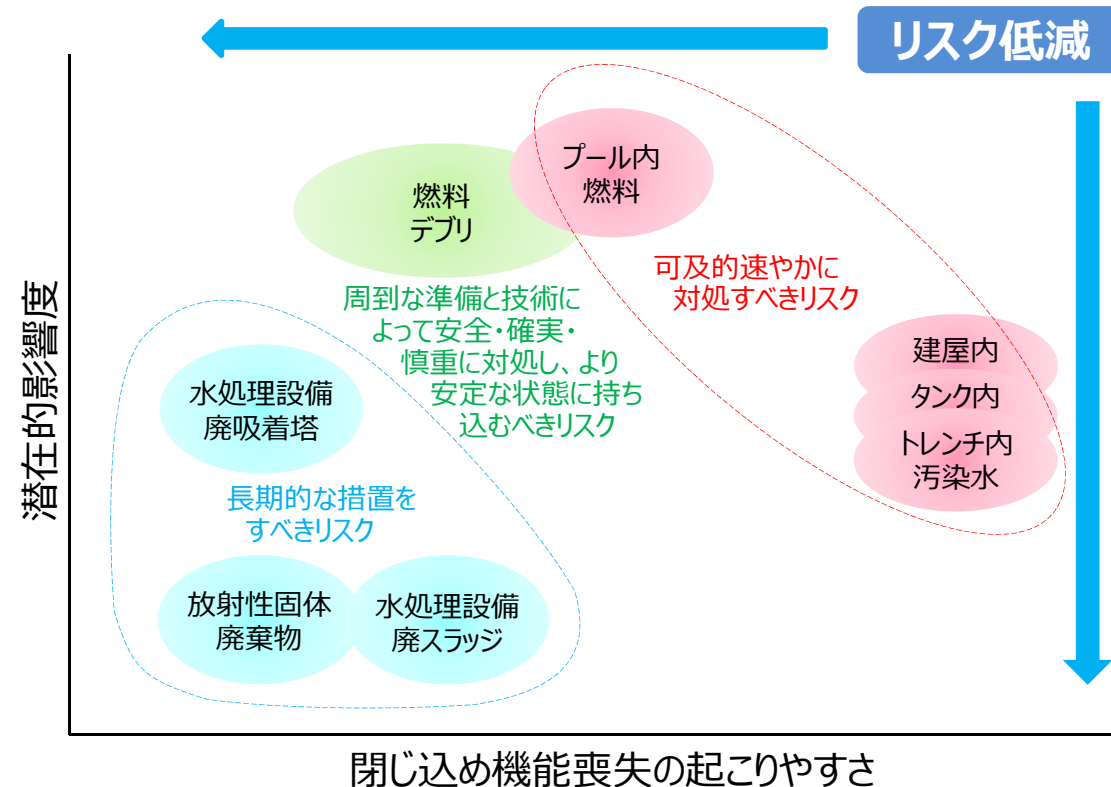 リスク低減
プール内
燃料
燃料
デブリ
可及的速やかに
対処すべきリスク
周到な準備と技術に
よって安全・確実・
慎重に対処し、より
安定な状態に持ち
込むべきリスク
建屋内
タンク内
トレンチ内
汚染水
水処理設備
廃吸着塔
長期的な措置を
すべきリスク
放射性固体
廃棄物
水処理設備
廃スラッジ
潜在的影響度
閉じ込め機能喪失の起こりやすさ